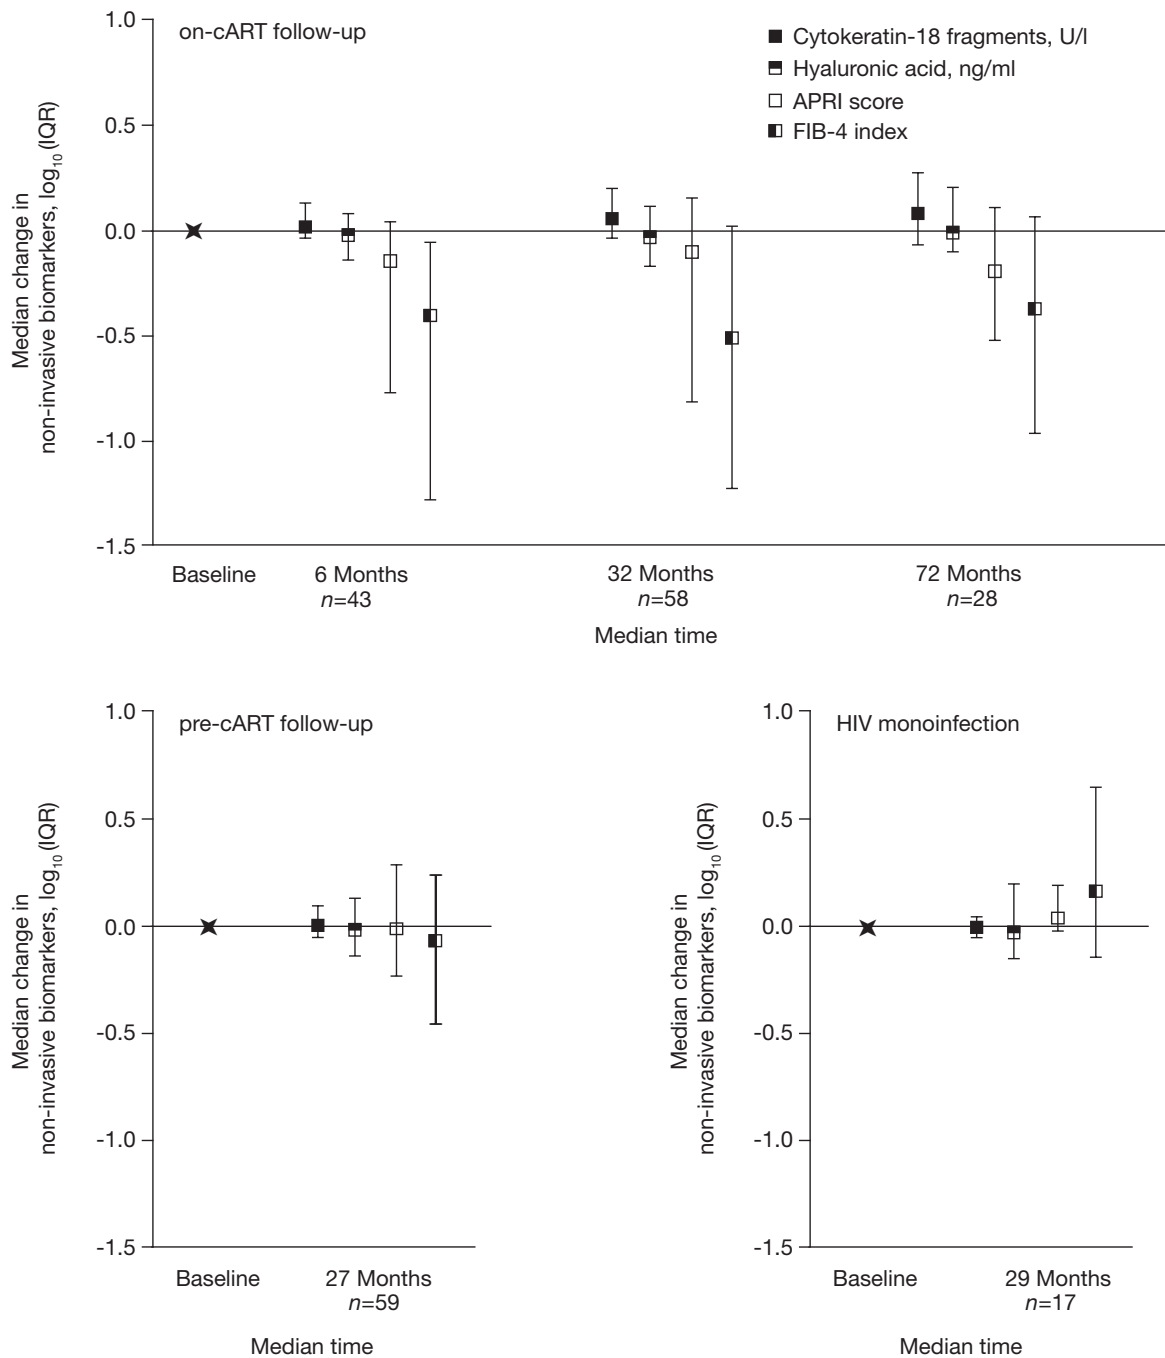 on-cART follow-up
Cytokeratin-18 fragments, U/l
Hyaluronic acid, ng/ml
APRI score
FIB-4 index
Median change in
non-invasive biomarkers, log10 (IQR)
1.0
0.5
0.0
-0.5
-1.0
-1.5
Baseline
6 Months
n=43
32 Months
n=58
72 Months
n=28
Median time
pre-cART follow-up
Median change in
non-invasive biomarkers, log10 (IQR)
1.0
0.5
0.0
-0.5
-1.0
-1.5
Baseline
27 Months
n=59
Median time
HIV monoinfection
Median change in
non-invasive biomarkers, log10 (IQR)
1.0
0.5
0.0
-0.5
-1.0
-1.5
Baseline
29 Months
n=17
Median time